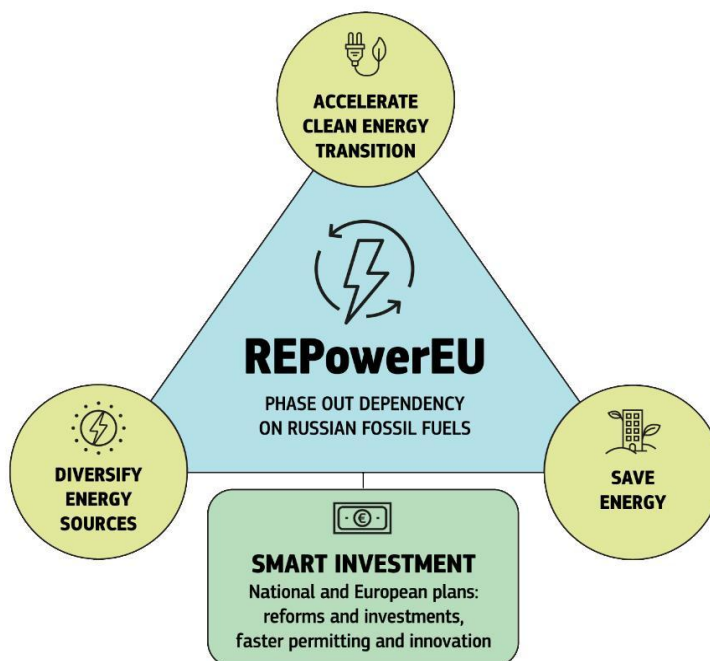 ACCELERATE
CLEAN ENERGY
TRANSITION
REPowerEU
PHASE OUT DEPENDENCY
ON RUSSIAN FOSSIL FUELS
DIVERSIFY
ENERGY
SOURCES
SAVE
ENERGY
€
SMART INVESTMENT
National and European plans:
reforms and investments,
faster permitting and innovation